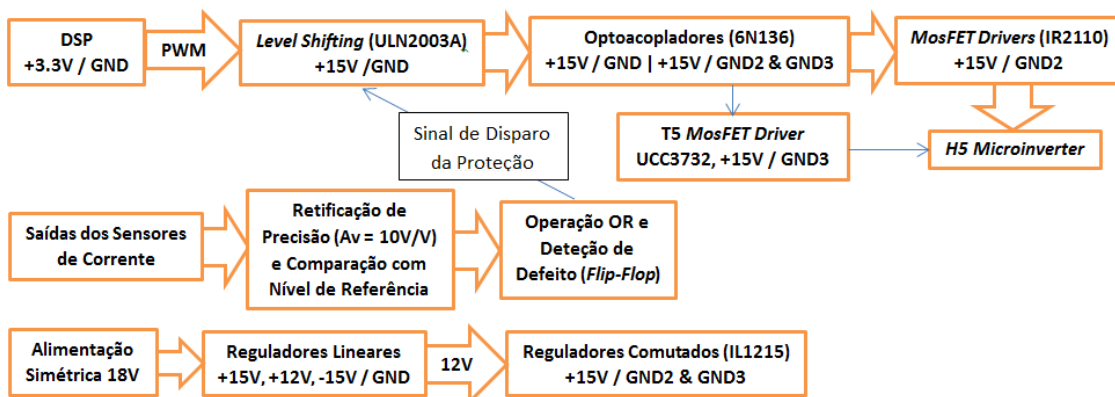 DSP
+3.3V / GND
PWM
Level Shifting (ULN2003A)
+15V /GND
Optoacopladores (6N136)
+15V / GND | +15V / GND2 & GND3
MosFET Drivers (IR2110)
+15V / GND2
Sinal de Disparo
da Proteção
T5 MosFET Driver
UCC3732, +15V / GND3
H5 Microinverter
Saídas dos Sensores
de Corrente
Retificação de
Precisão (Av = 10V/V)
e Comparação com
Nível de Referência
Operação OR e
Deteção de
Defeito (Flip-Flop)
Alimentação
Simétrica 18V
Reguladores Lineares
+15V, +12V, -15V / GND
12V
Reguladores Comutados (IL1215)
+15V / GND2 & GND3